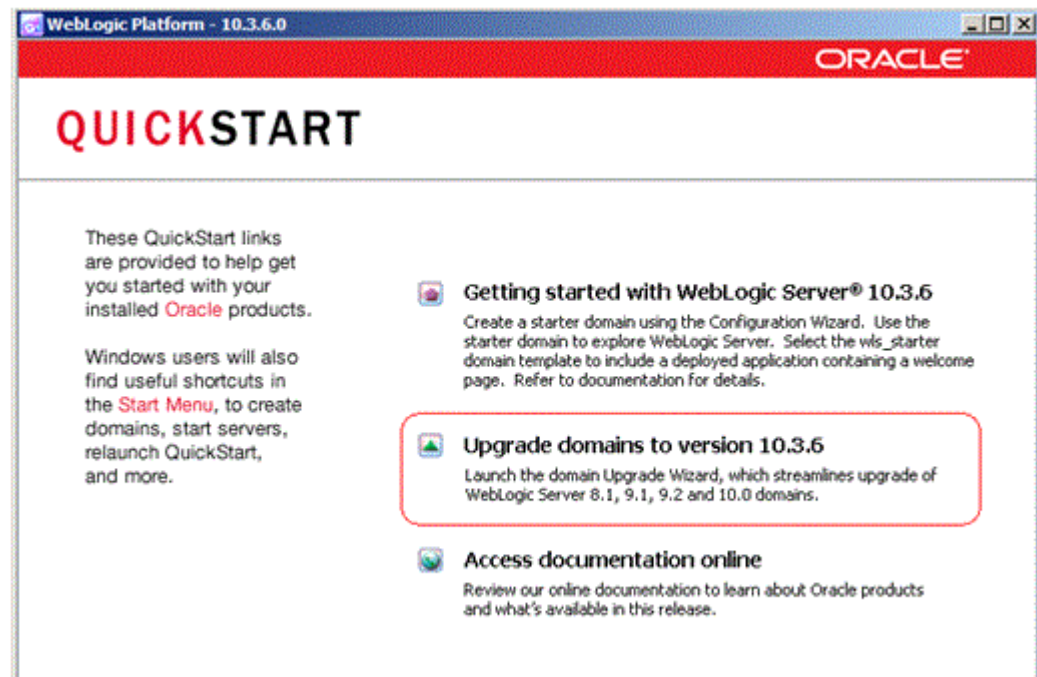 WebLogic Platform - 10.3.6.0
ORACLE
QUICKSTART
These QuickStart links
are provided to help get
you started with your
installed Oracle products.
Windows users will also
find useful shortcuts in
the Start Menu, to create
domains, start servers,
relaunch QuickStart,
and more.
Getting started with WebLogic Server® 10.3.6
Create a starter domain using the Configuration Wizard. Use the
starter domain to explore WebLogic Server. Select the wls_starter
domain template to include a deployed application containing a welcome
page. Refer to documentation for details.
Upgrade domains to version 10.3.6
Launch the domain Upgrade Wizard, which streamlines upgrade of
WebLogic Server 8.1, 9.1, 9.2 and 10.0 domains.
Access documentation online
Review our online documentation to learn about Oracle products
and what's available in this release.